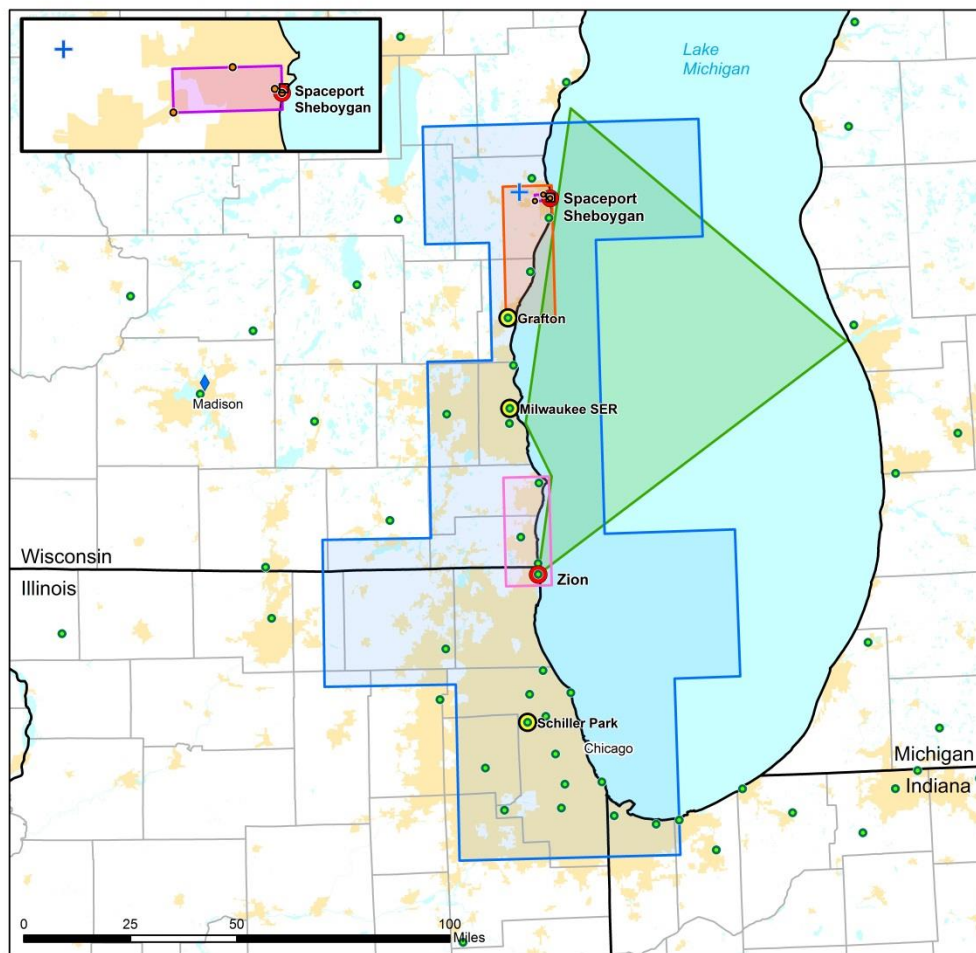 Spaceport
Sheboygan
Lake
Michigan
Spaceport
Sheboygan
Grafton
Milwaukee SER
Madison
Wisconsin
Illinois
Zion
Schiller Park
Chicago
Michigan
Indiana
0 25 50 100
Miles